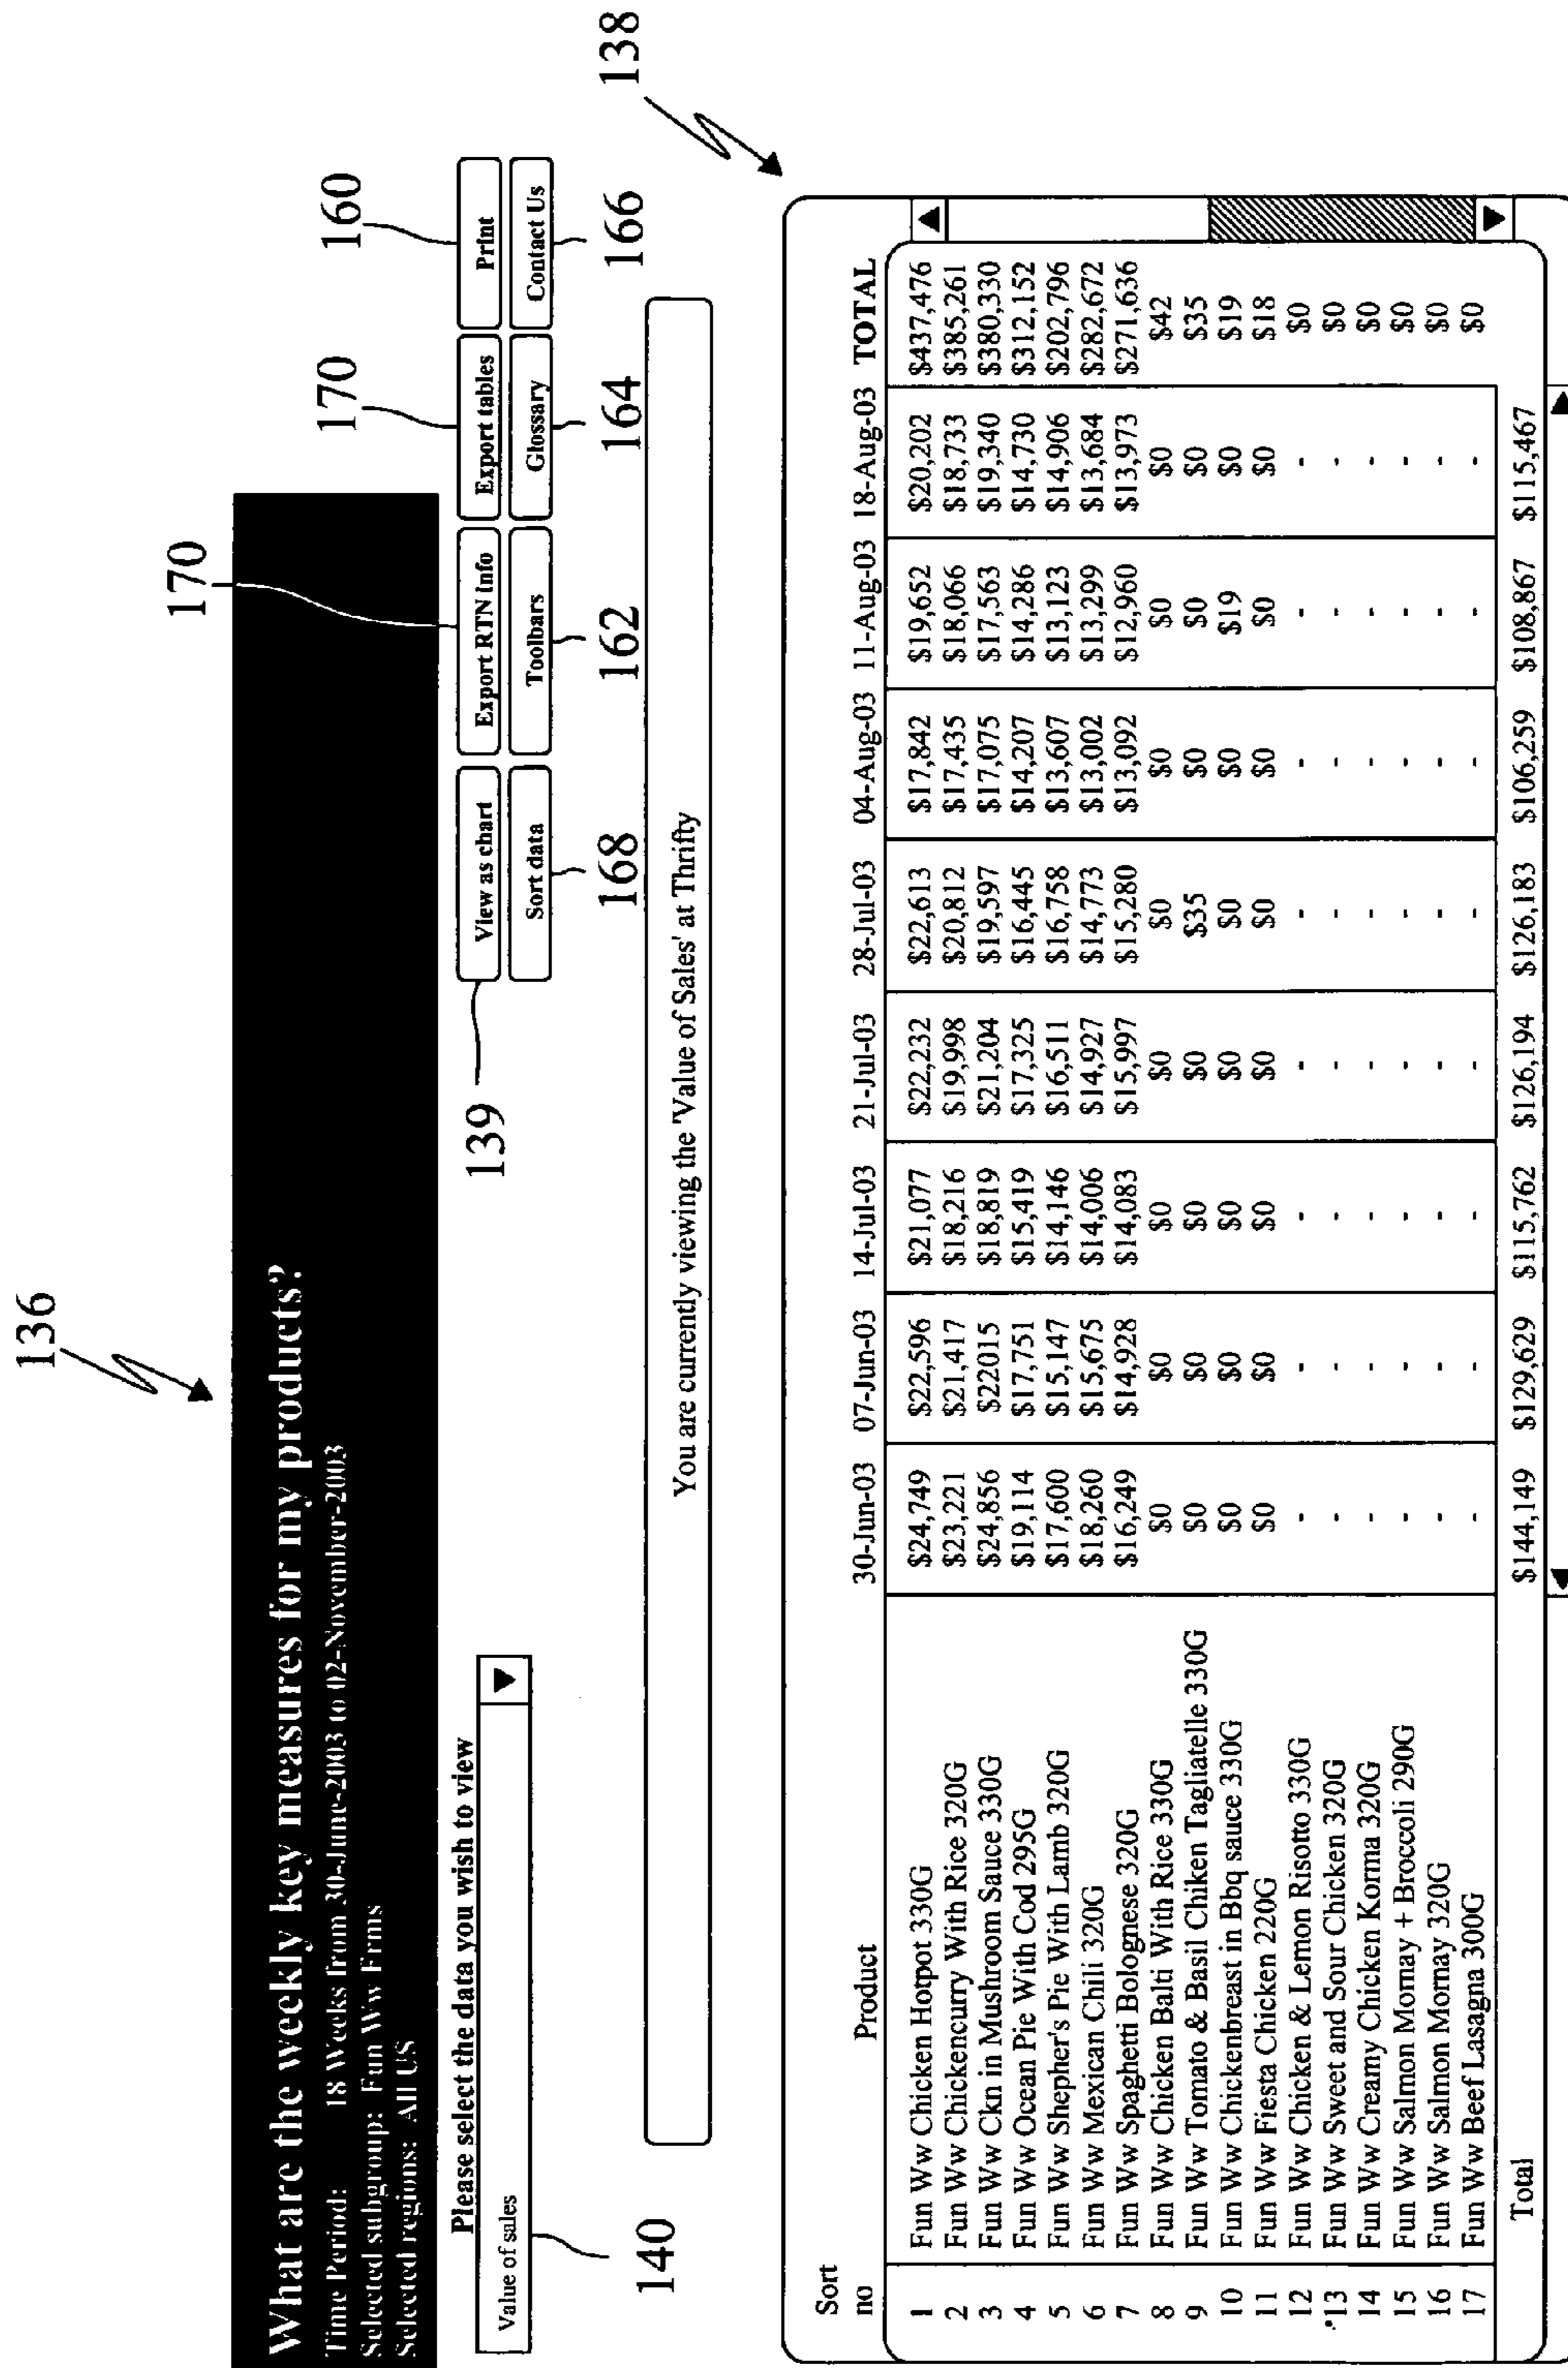 136
What are the weekly key measures for my products?
Time Period: 18 Weeks from 30-June-2003 to 02-November-2003
Selected subgroup: Fun Ww Frms
Selected regions: All US
170
170
160
Please select the data you wish to view
Value of sales
140
139
View as chart Export RTN info Export tables Print
Sort data Toolbars Glossary Contact Us
168 162 164 166
You are currently viewing the 'Value of Sales' at Thrifty
138
Sort
no Product 30-Jun-03 07-Jun-03 14-Jul-03 21-Jul-03 28-Jul-03 04-Aug-03 11-Aug-03 18-Aug-03 TOTAL
1 Fun Ww Chicken Hotpot 330G $24,749 $22,596 $21,077 $22,232 $22,613 $17,842 $19,652 $20,202 $437,476
2 Fun Ww Chickencurry With Rice 320G $23,221 $21,417 $18,216 $19,998 $20,812 $17,435 $18,066 $18,733 $385,261
3 Fun Ww Ckn in Mushroom Sauce 330G $24,856 $22015 $18,819 $21,204 $19,597 $17,075 $17,563 $19,340 $380,330
4 Fun Ww Ocean Pie With Cod 295G $19,114 $17,751 $15,419 $17,325 $16,445 $14,207 $14,286 $14,730 $312,152
5 Fun Ww Shepher's Pie With Lamb 320G $17,600 $15,147 $14,146 $16,511 $16,758 $13,607 $13,123 $14,906 $202,796
6 Fun Ww Mexican Chili 320G $18,260 $15,675 $14,006 $14,927 $14,773 $13,002 $13,299 $13,684 $282,672
7 Fun Ww Spaghetti Bolognese 320G $16,249 $14,928 $14,083 $15,997 $15,280 $13,092 $12,960 $13,973 $271,636
8 Fun Ww Chicken Balti With Rice 330G $0 $0 $0 $0 $0 $0 $0 $0 $42
9 Fun Ww Tomato & Basil Chiken Tagliatelle 330G $0 $0 $0 $0 $35 $0 $0 $0 $35
10 Fun Ww Chickenbreast in Bbq sauce 330G $0 $0 $0 $0 $0 $0 $19 $0 $19
11 Fun Ww Fiesta Chicken 220G $0 $0 $0 $0 $0 $0 $0 $0 $18
12 Fun Ww Chicken & Lemon Risotto 330G - - - - - - - - $0
13 Fun Ww Sweet and Sour Chicken 320G - - - - - - - - $0
14 Fun Ww Creamy Chicken Korma 320G - - - - - - - - $0
15 Fun Ww Salmon Mornay + Broccoli 290G - - - - - - - - $0
16 Fun Ww Salmon Mornay 320G - - - - - - - - $0
17 Fun Ww Beef Lasagna 300G - - - - - - - - $0
Total $144,149 $129,629 $115,762 $126,194 $126,183 $106,259 $108,867 $115,467